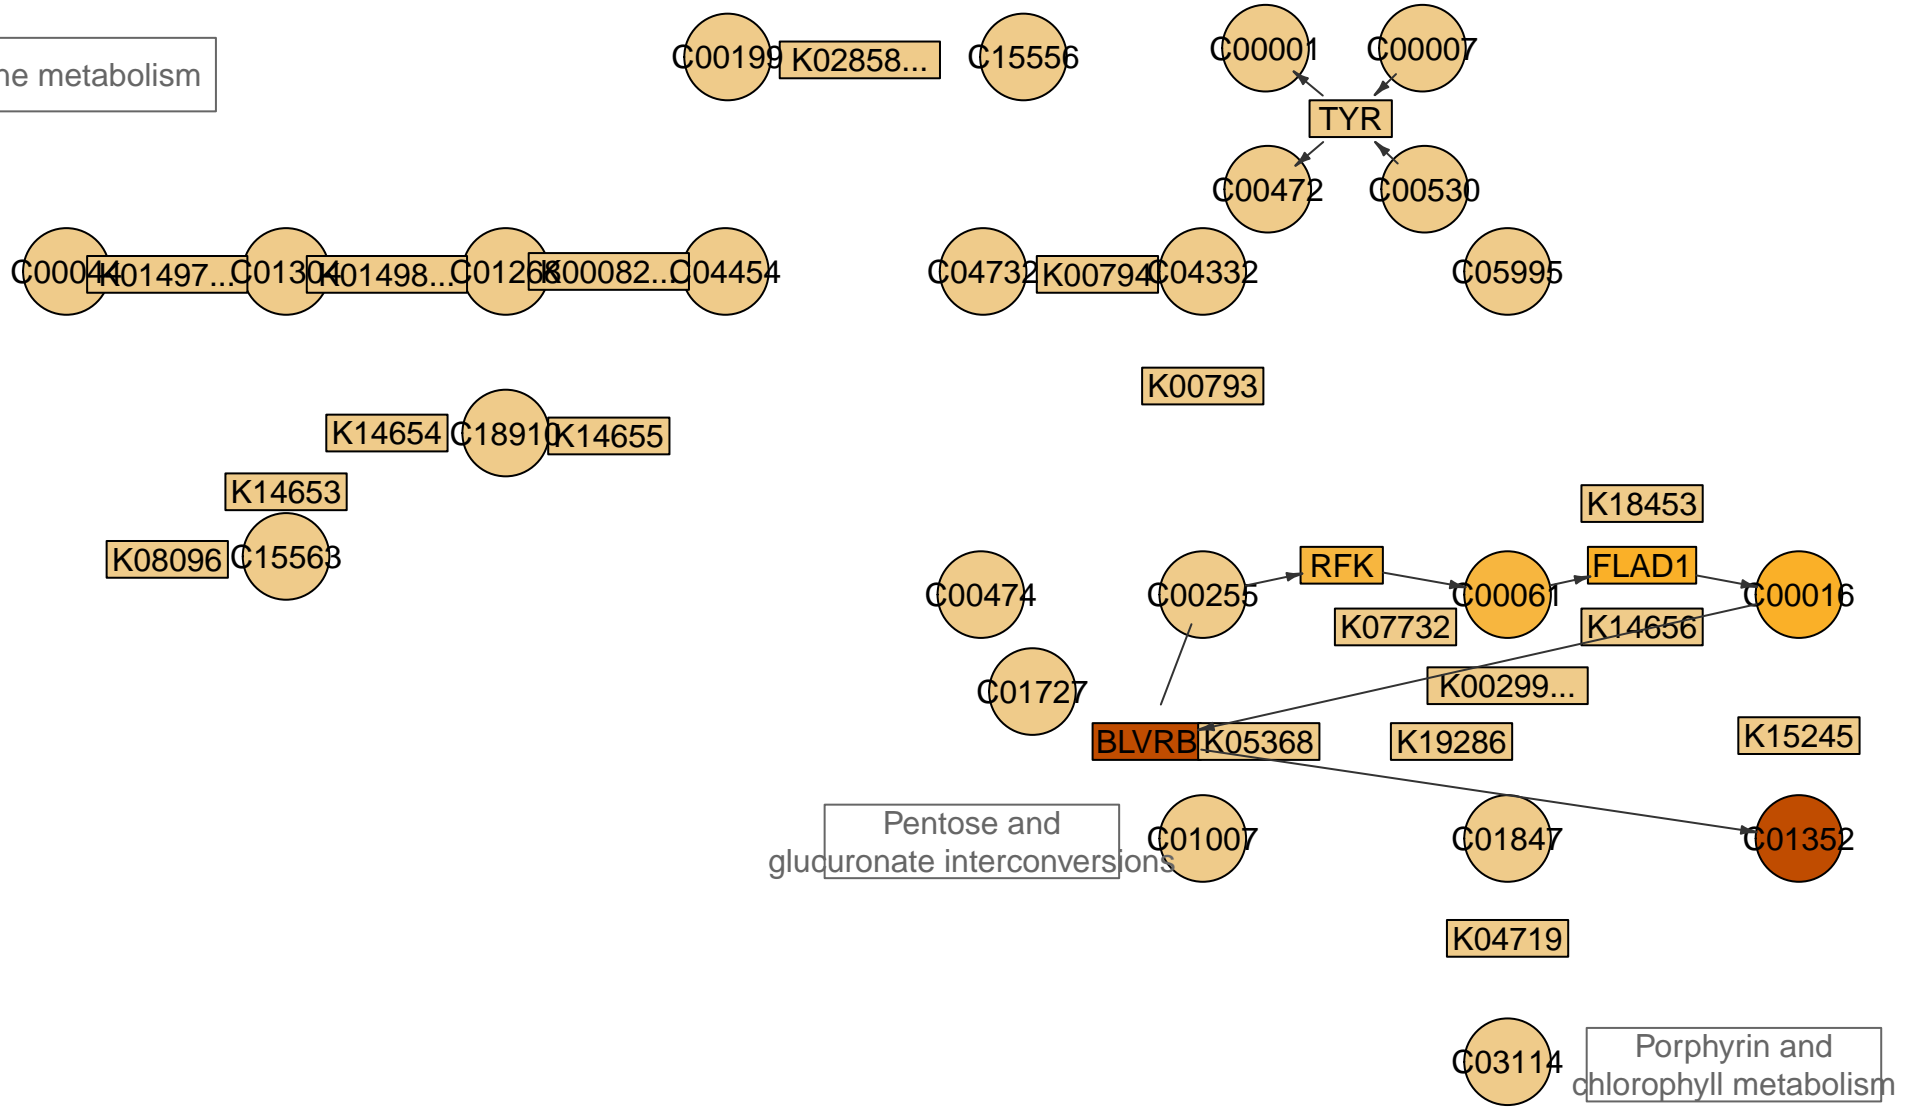 ne metabolism
C00199
K02858...
C15556
C00001
C00007
TYR
C00472
C00530
C00044
K01497...
C01304
K01498...
C01268
K00082...
C04454
C04732
K00794
C04332
C05995
K00793
K14654
C18910
K14655
K14653
K08096
C15563
K18453
RFK
FLAD1
C00474
C00255
C00061
C00016
K07732
K14656
C01727
K00299...
BLVRB
K05368
K19286
K15245
Pentose and
glucuronate interconversions
C01007
C01847
C01352
K04719
C03114
Porphyrin and
chlorophyll metabolism